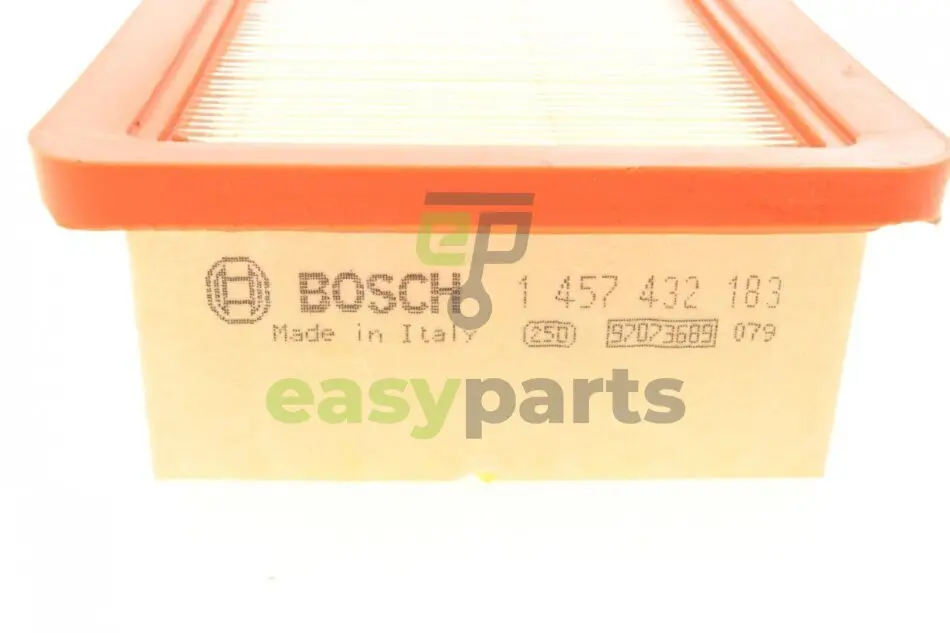 ep
BOSCH 1 457 432 183
Made in Italy 250 97073689 079
easyparts